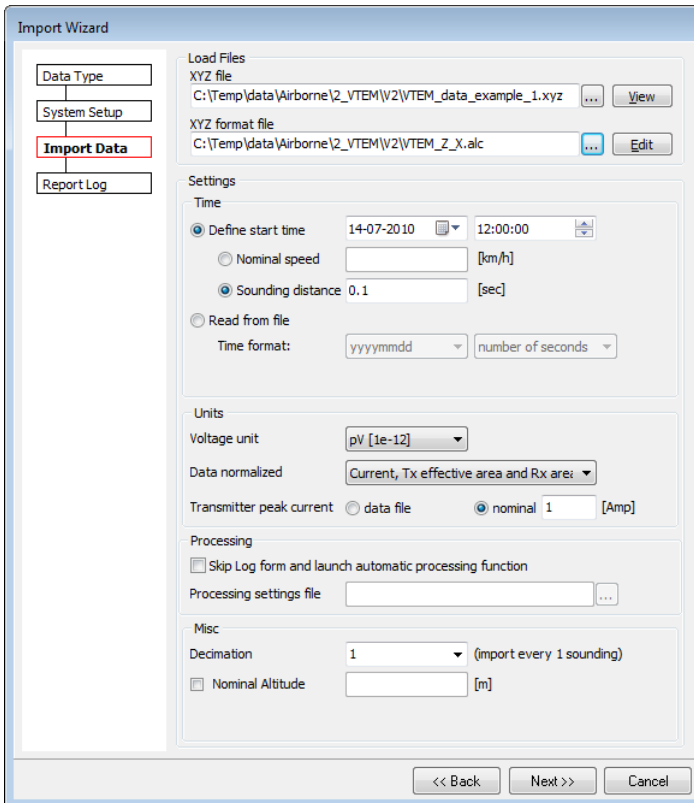 Import Wizard
Data Type
System Setup
Import Data
Report Log
Load Files
XYZ file
C:\Temp\data\Airborne\2_VTEM\V2\VTEM_data_example_1.xyz ... View
XYZ format file
C:\Temp\data\Airborne\2_VTEM\V2\VTEM_Z_X.alc ... Edit
Settings
Time
Define start time 14-07-2010 12:00:00
Nominal speed [km/h]
Sounding distance 0.1 [sec]
Read from file
Time format: yyyymmdd number of seconds
Units
Voltage unit pV [1e-12]
Data normalized Current, Tx effective area and Rx area
Transmitter peak current data file nominal 1 [Amp]
Processing
Skip Log form and launch automatic processing function
Processing settings file ...
Misc
Decimation 1 (import every 1 sounding)
Nominal Altitude [m]
<< Back Next >> Cancel